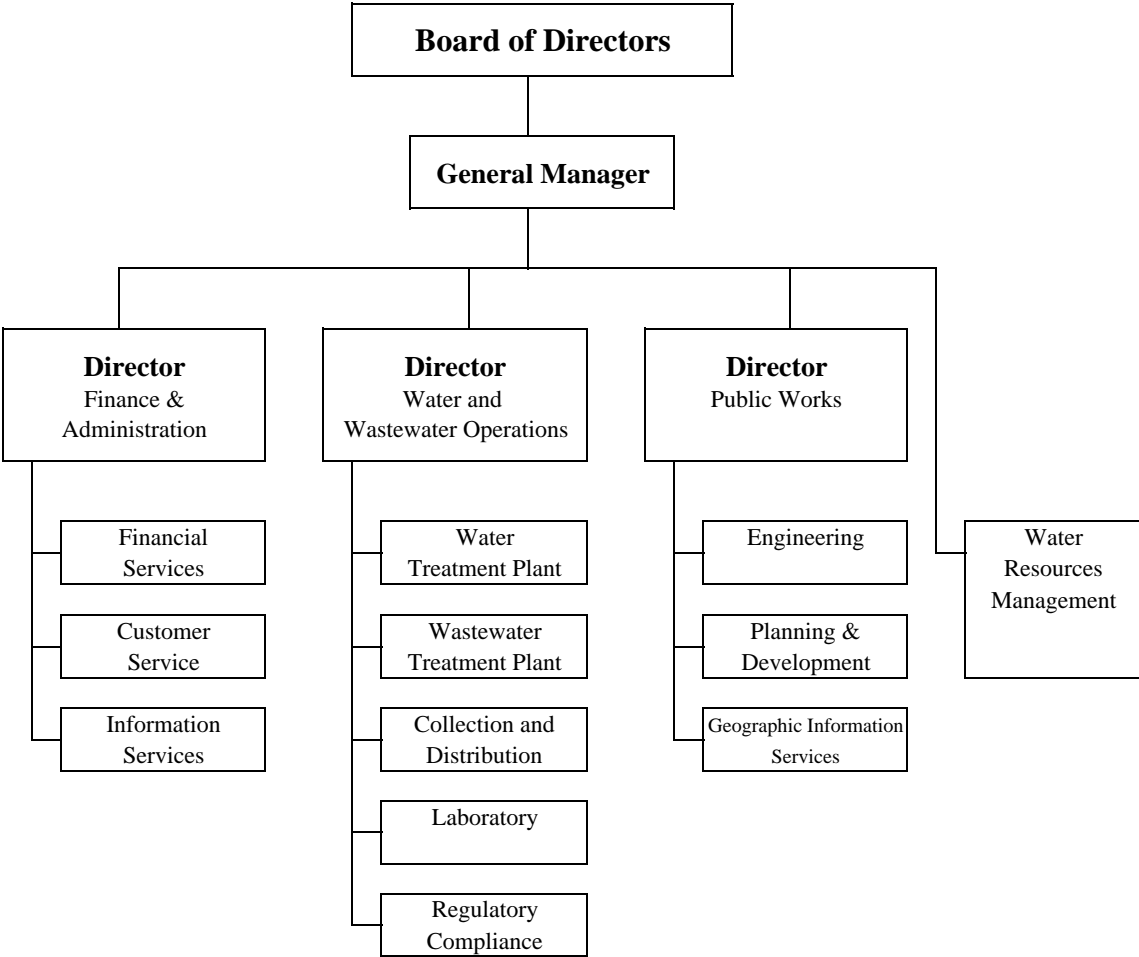 Board of Directors
General Manager
Director
Finance &
Administration
Director
Water and
Wastewater Operations
Director
Public Works
Financial
Services
Customer
Service
Information
Services
Water
Treatment Plant
Wastewater
Treatment Plant
Collection and
Distribution
Laboratory
Regulatory
Compliance
Engineering
Planning &
Development
Geographic Information
Services
Water
Resources
Management